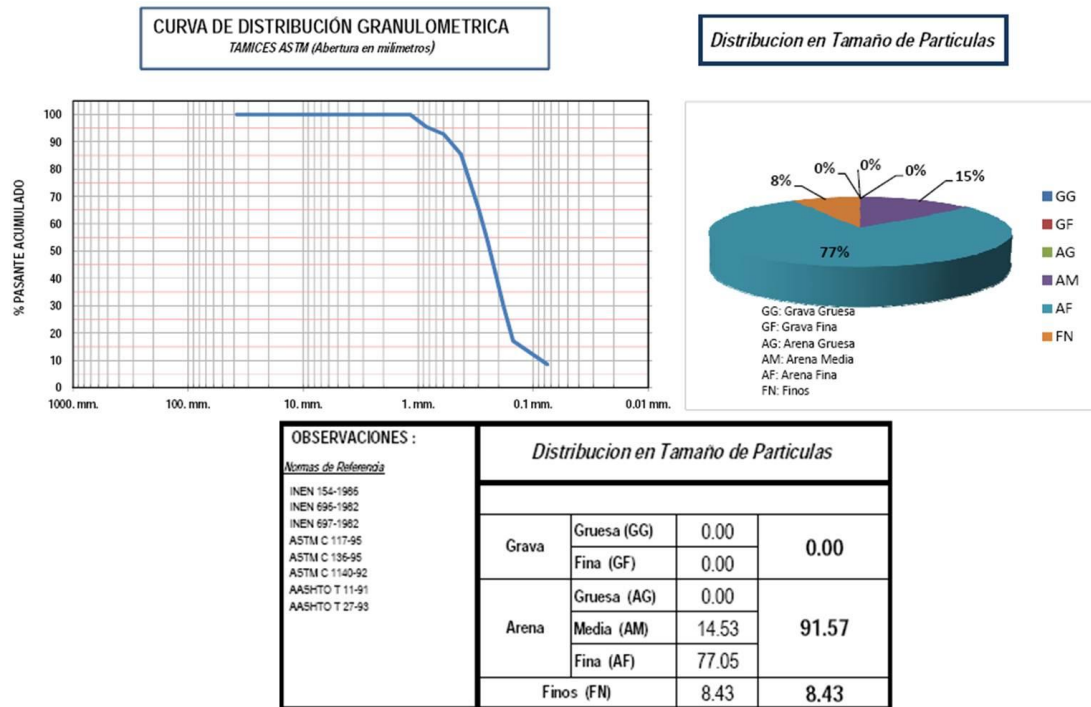 CURVA DE DISTRIBUCIÓN GRANULOMETRICA
TAMICES ASTM (Abertura en milimetros)
Distribucion en Tamaño de Particulas
% PASANTE ACUMULADO
100
90
80
70
60
50
40
30
20
10
0
1000. mm. 100. mm. 10. mm. 1. mm. 0.1 mm. 0.01 mm.
8% 0% 0% 0% 15%
77%
GG
GF
AG
AM
AF
FN
GG: Grava Gruesa
GF: Grava Fina
AG: Arena Gruesa
AM: Arena Media
AF: Arena Fina
FN: Finos
OBSERVACIONES :
Normas de Referencia
INEN 154-1986
INEN 696-1982
INEN 697-1982
ASTM C 117-95
ASTM C 136-95
ASTM C 1140-92
AASHTO T 11-91
AASHTO T 27-93
Distribucion en Tamaño de Particulas
Grava Gruesa (GG) 0.00 0.00
Fina (GF) 0.00
Arena Gruesa (AG) 0.00 91.57
Media (AM) 14.53
Fina (AF) 77.05
Finos (FN) 8.43 8.43